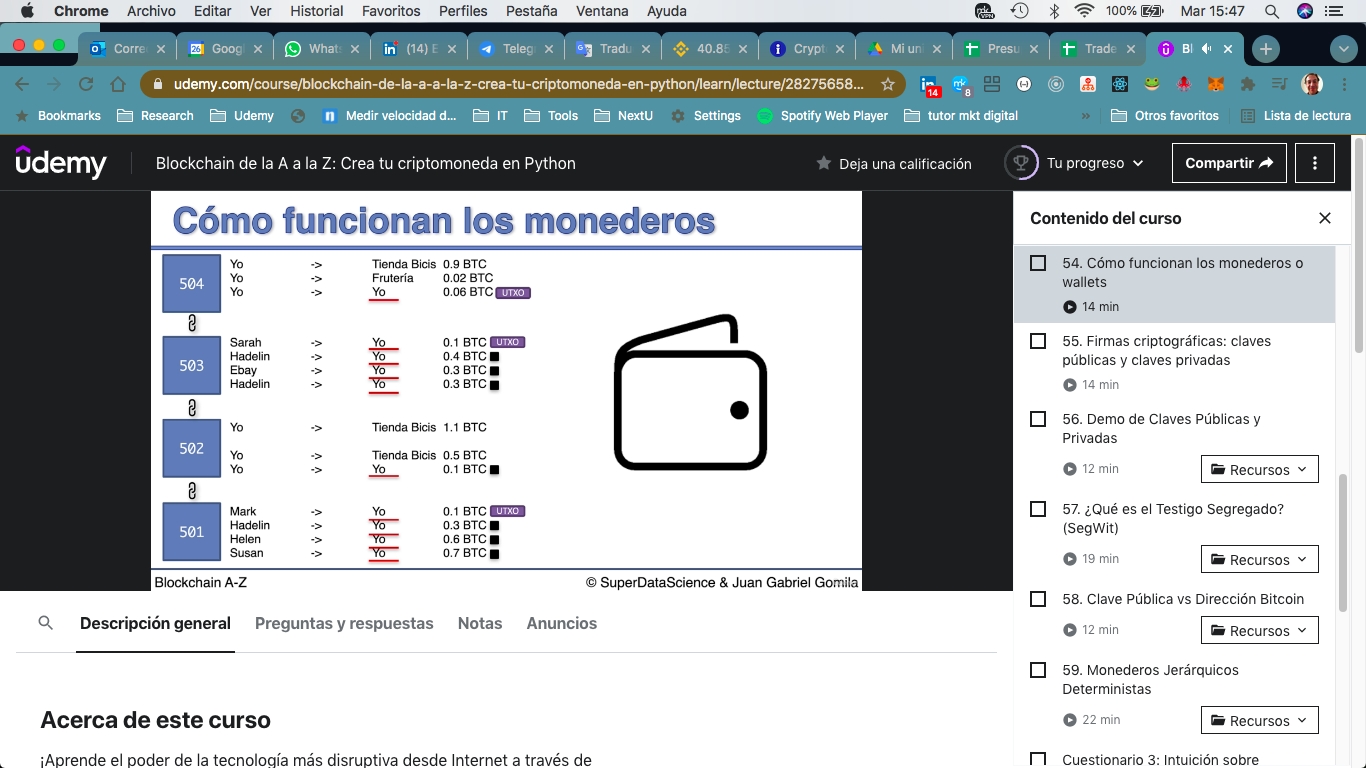 Chrome Archivo Editar Ver Historial Favoritos Perfiles Pestaña Ventana Ayuda 100% Mar 15:47
Corre Googl Whats (14) E Telegr Tradu 40.85 Crypt Mi uni Presu Trade Bl
udemy.com/course/blockchain-de-la-a-a-la-z-crea-tu-criptomoneda-en-python/learn/lecture/28275658... 14 8
Bookmarks Research Udemy Medir velocidad d... IT Tools NextU Settings Spotify Web Player tutor mkt digital » Otros favoritos Lista de lectura
udemy Blockchain de la A a la Z: Crea tu criptomoneda en Python Deja una calificación Tu progreso Compartir
Cómo funcionan los monederos
504
Yo -> Tienda Bicis 0.9 BTC
Yo -> Frutería 0.02 BTC
Yo -> Yo 0.06 BTC UTXO
503
Sarah -> Yo 0.1 BTC UTXO
Hadelin -> Yo 0.4 BTC
Ebay -> Yo 0.3 BTC
Hadelin -> Yo 0.3 BTC
502
Yo -> Tienda Bicis 1.1 BTC
Yo -> Tienda Bicis 0.5 BTC
Yo -> Yo 0.1 BTC
501
Mark -> Yo 0.1 BTC UTXO
Hadelin -> Yo 0.3 BTC
Helen -> Yo 0.6 BTC
Susan -> Yo 0.7 BTC
Blockchain A-Z © SuperDataScience & Juan Gabriel Gomila
Contenido del curso
54. Cómo funcionan los monederos o
wallets
14 min
55. Firmas criptográficas: claves
públicas y claves privadas
14 min
56. Demo de Claves Públicas y
Privadas
12 min Recursos
57. ¿Qué es el Testigo Segregado?
(SegWit)
19 min Recursos
58. Clave Pública vs Dirección Bitcoin
12 min Recursos
59. Monederos Jerárquicos
Deterministas
22 min Recursos
Cuestionario 3: Intuición sobre
Descripción general Preguntas y respuestas Notas Anuncios
Acerca de este curso
¡Aprende el poder de la tecnología más disruptiva desde Internet a través de